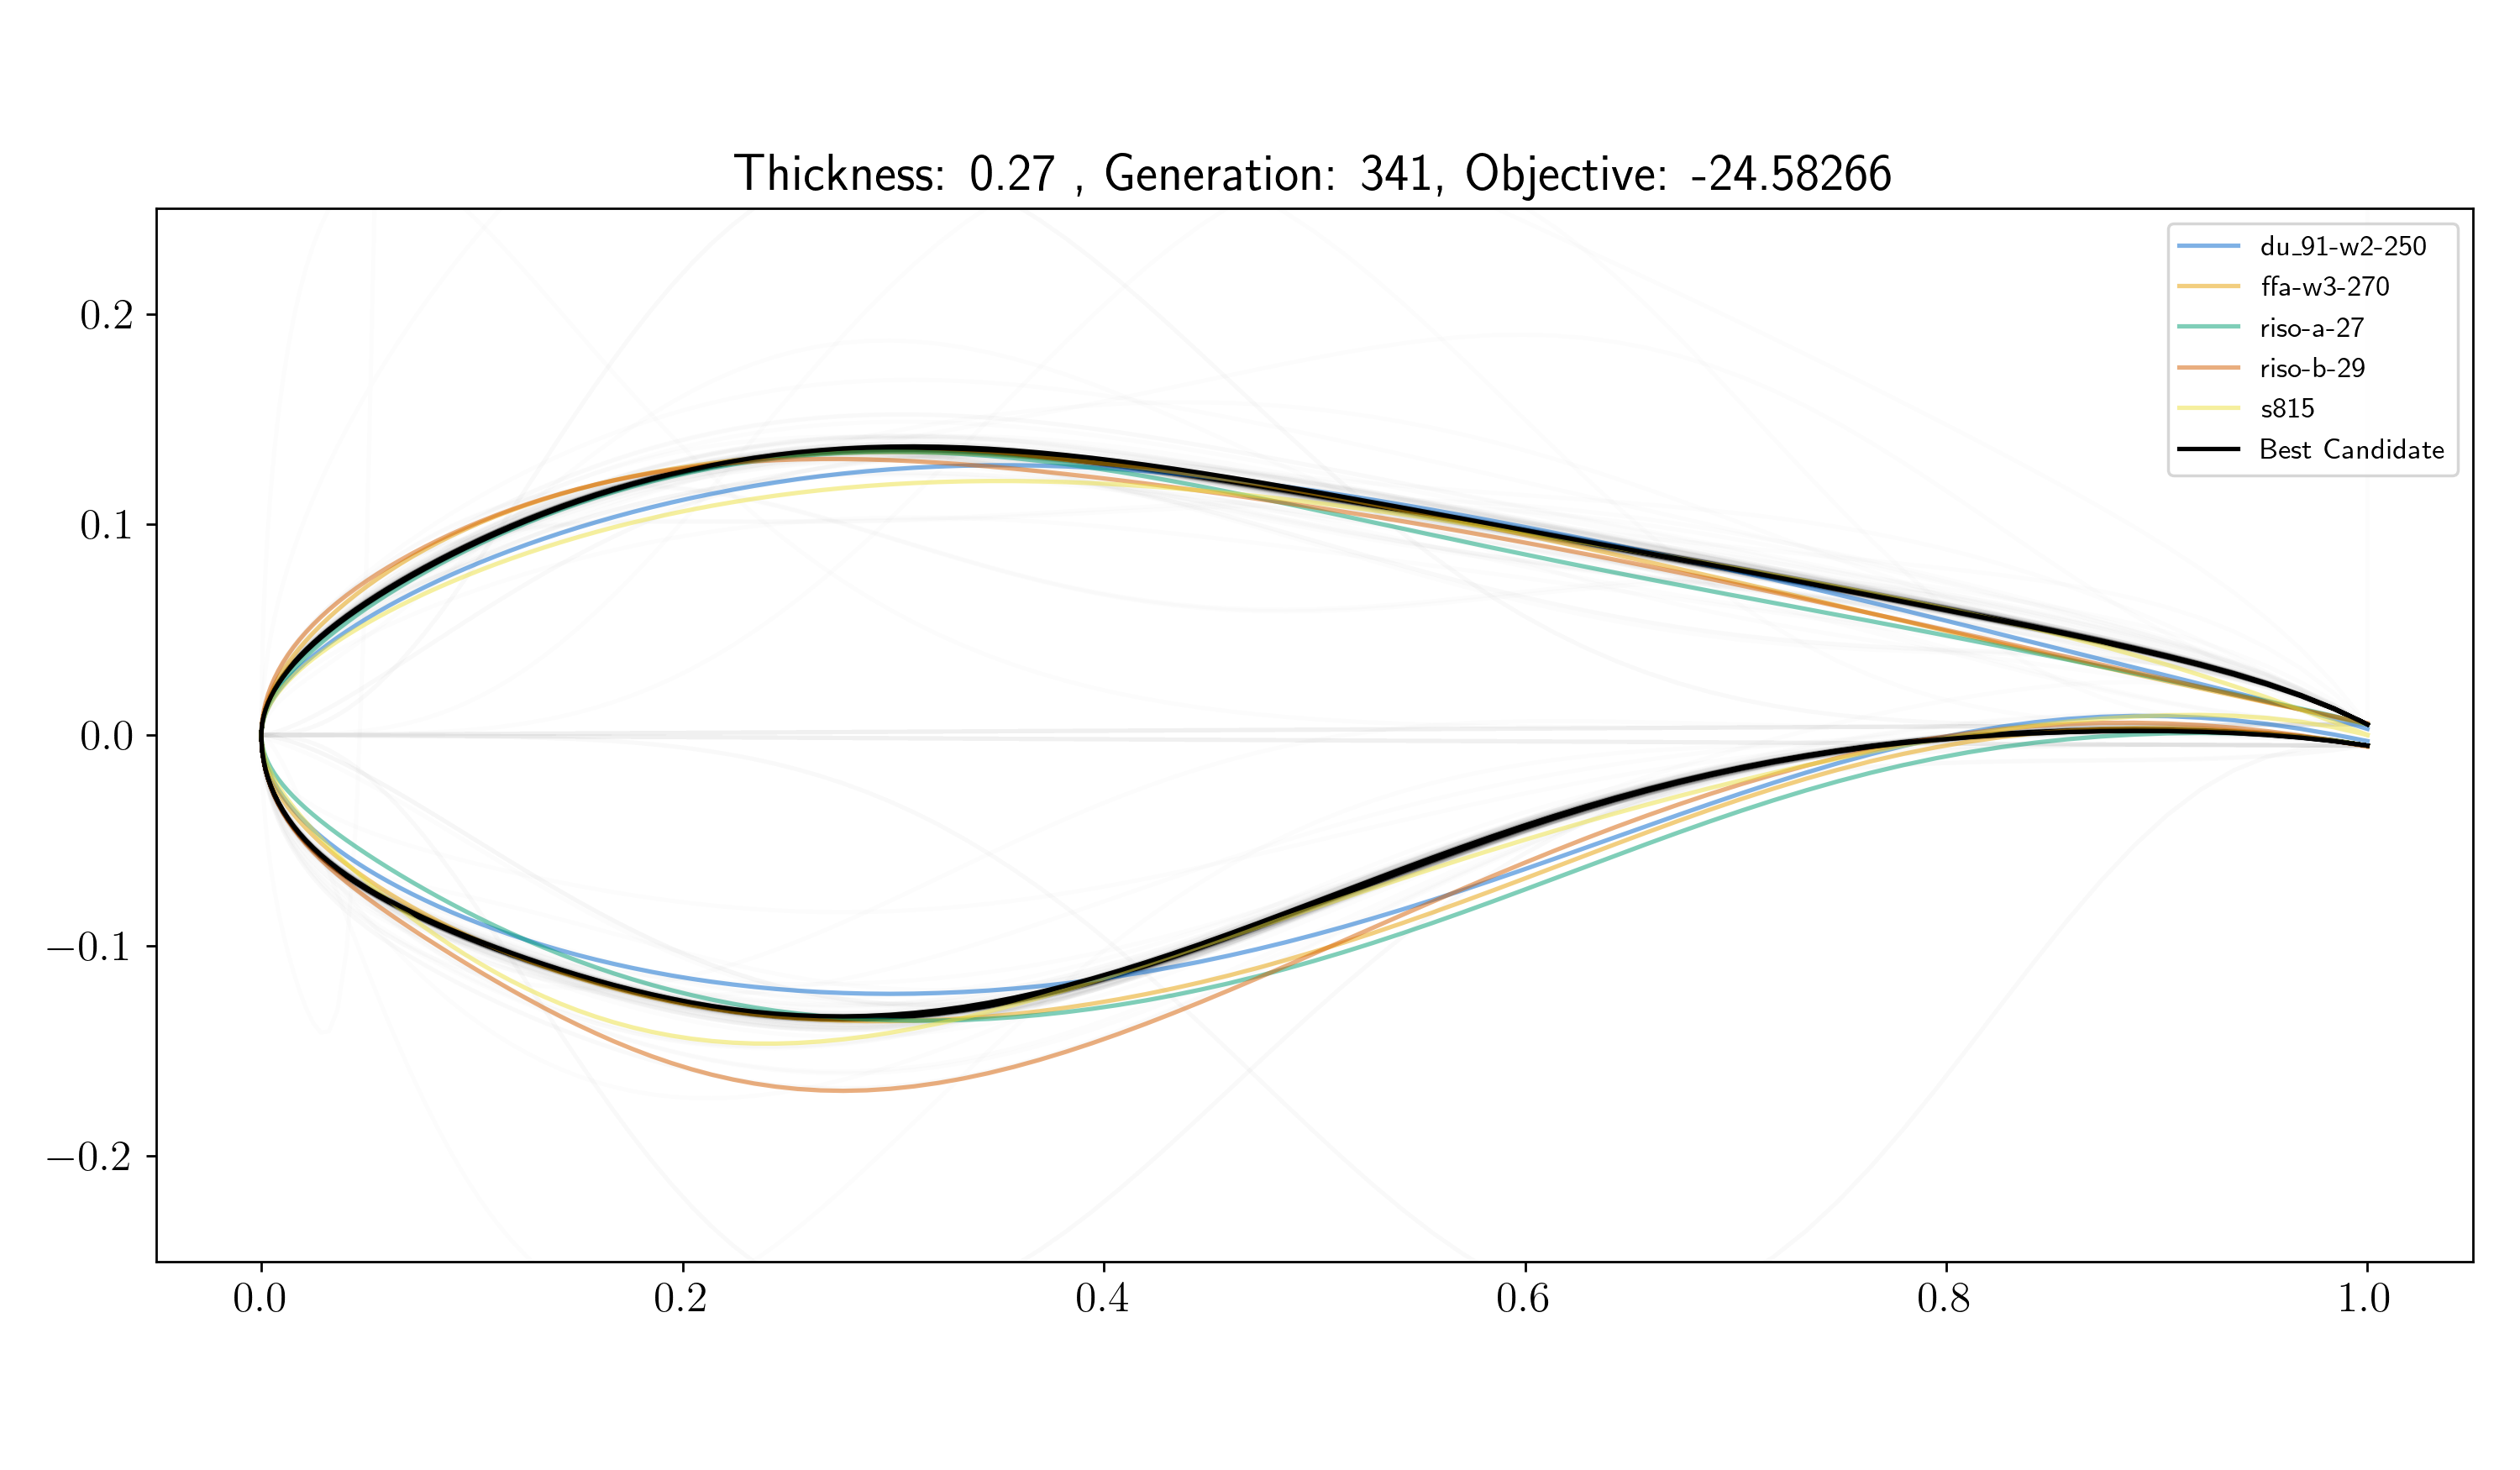 Thickness: 0.27 , Generation: 341, Objective: -24.58266
du_91-w2-250
ffa-w3-270
riso-a-27
riso-b-29
s815
Best Candidate
0.2
0.1
0.0
−0.1
−0.2
0.0 0.2 0.4 0.6 0.8 1.0